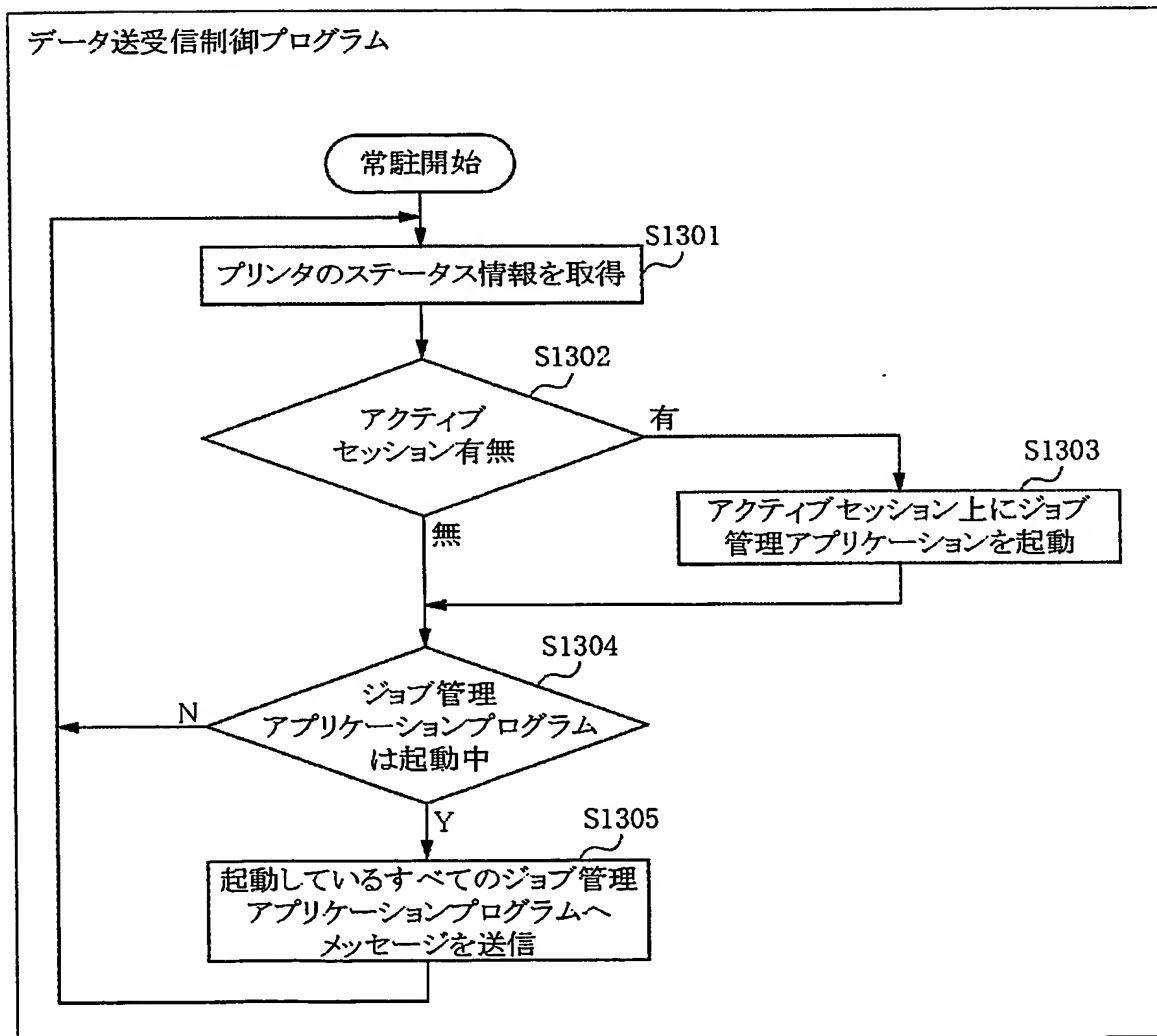 データ送受信制御プログラム
常駐開始
S1301
プリンタのステータス情報を取得
S1302
アクティブ
セッション有無
有
無
S1303
アクティブセッション上にジョブ
管理アプリケーションを起動
S1304
ジョブ管理
アプリケーションプログラム
は起動中
N
Y
S1305
起動しているすべてのジョブ管理
アプリケーションプログラムへ
メッセージを送信